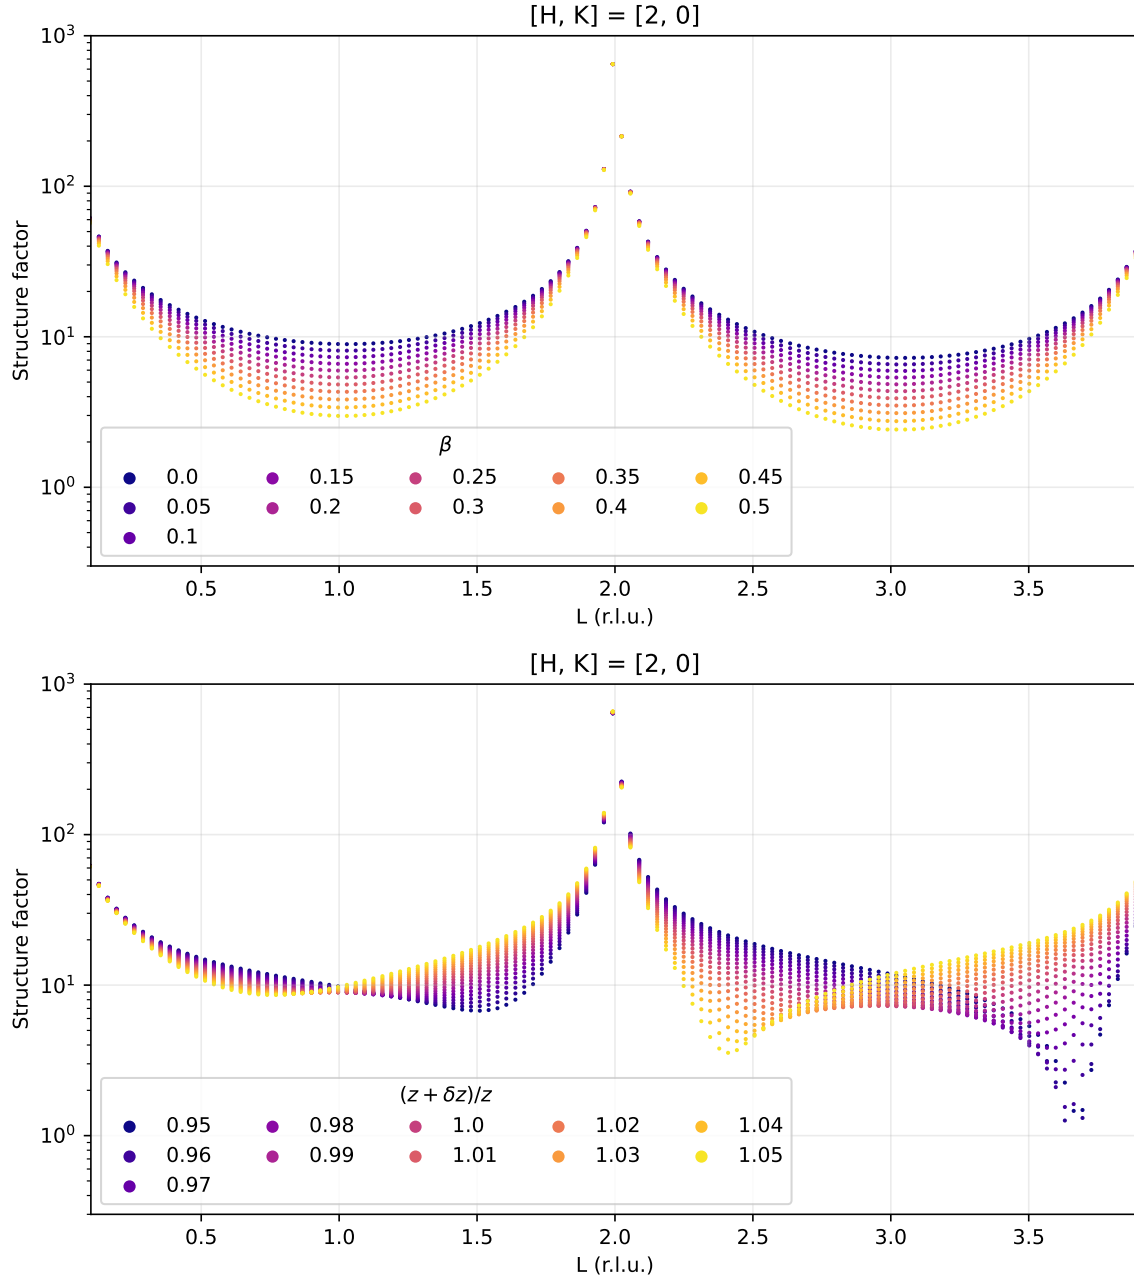 [H, K] = [2, 0]
Structure factor
10³
10²
10¹
10⁰
β
0.0 0.15 0.25 0.35 0.45
0.05 0.2 0.3 0.4 0.5
0.1
0.5 1.0 1.5 2.0 2.5 3.0 3.5
L (r.l.u.)
[H, K] = [2, 0]
Structure factor
10³
10²
10¹
10⁰
(z + δz)/z
0.95 0.98 1.0 1.02 1.04
0.96 0.99 1.01 1.03 1.05
0.97
0.5 1.0 1.5 2.0 2.5 3.0 3.5
L (r.l.u.)